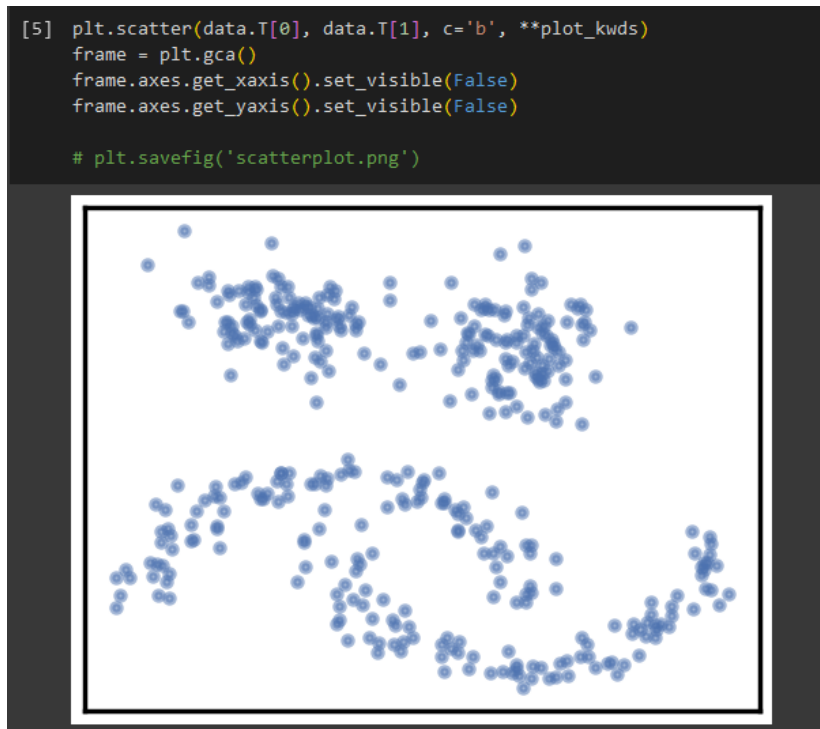 [5] plt.scatter(data.T[0], data.T[1], c='b', **plot_kwds)
frame = plt.gca()
frame.axes.get_xaxis().set_visible(False)
frame.axes.get_yaxis().set_visible(False)
# plt.savefig('scatterplot.png')